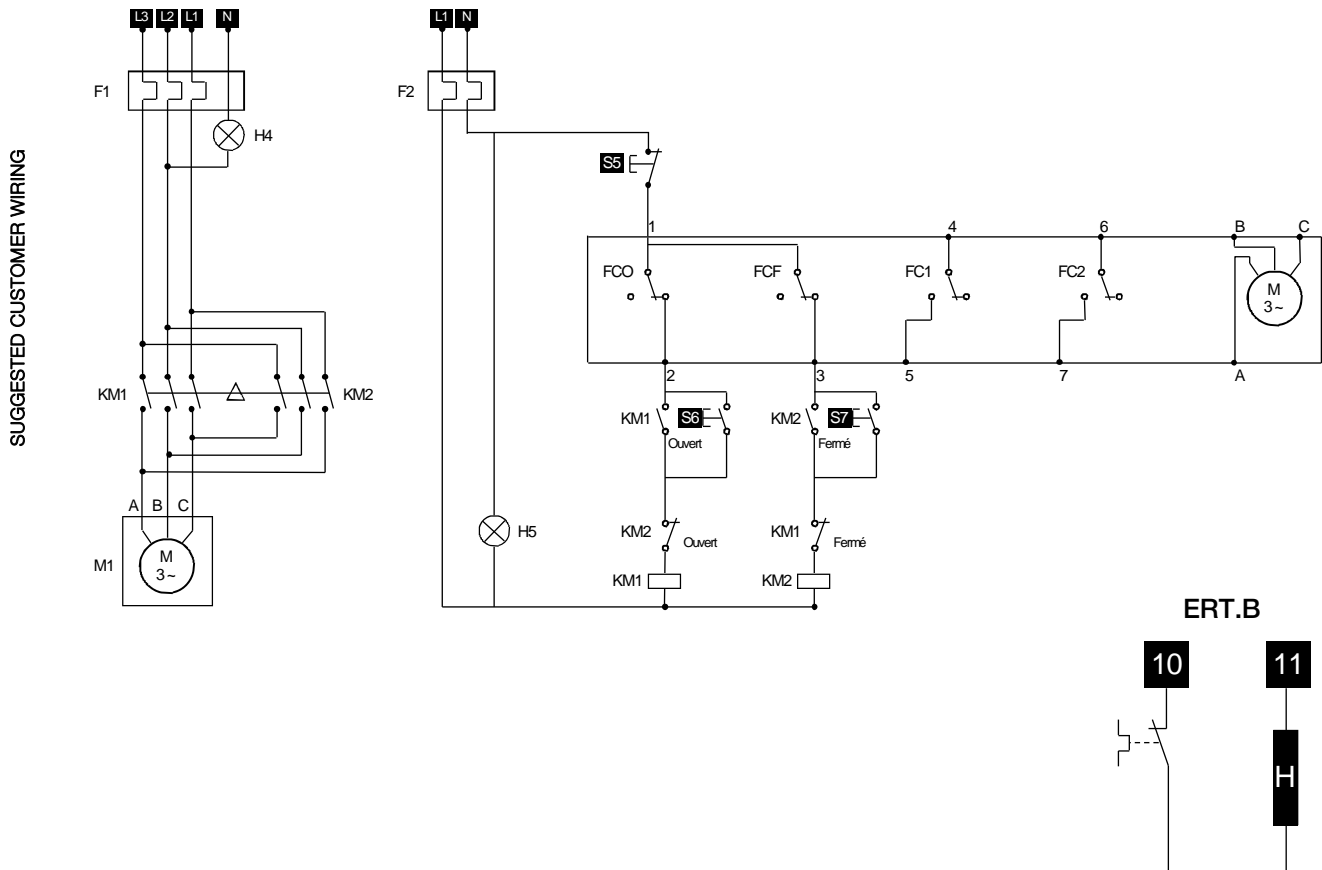 SUGGESTED CUSTOMER WIRING
L3 L2 L1 N
L1 N
F1
F2
H4
S5
1 4 6 B C
FCO FCF FC1 FC2
M
3~
2 3 5 7 A
KM1 KM2
KM1 S6 KM2 S7
Ouvert Fermé
A B C
M1
M
3~
H5
KM2 Ouvert KM1 Fermé
KM1 KM2
ERT.B
10 11
H